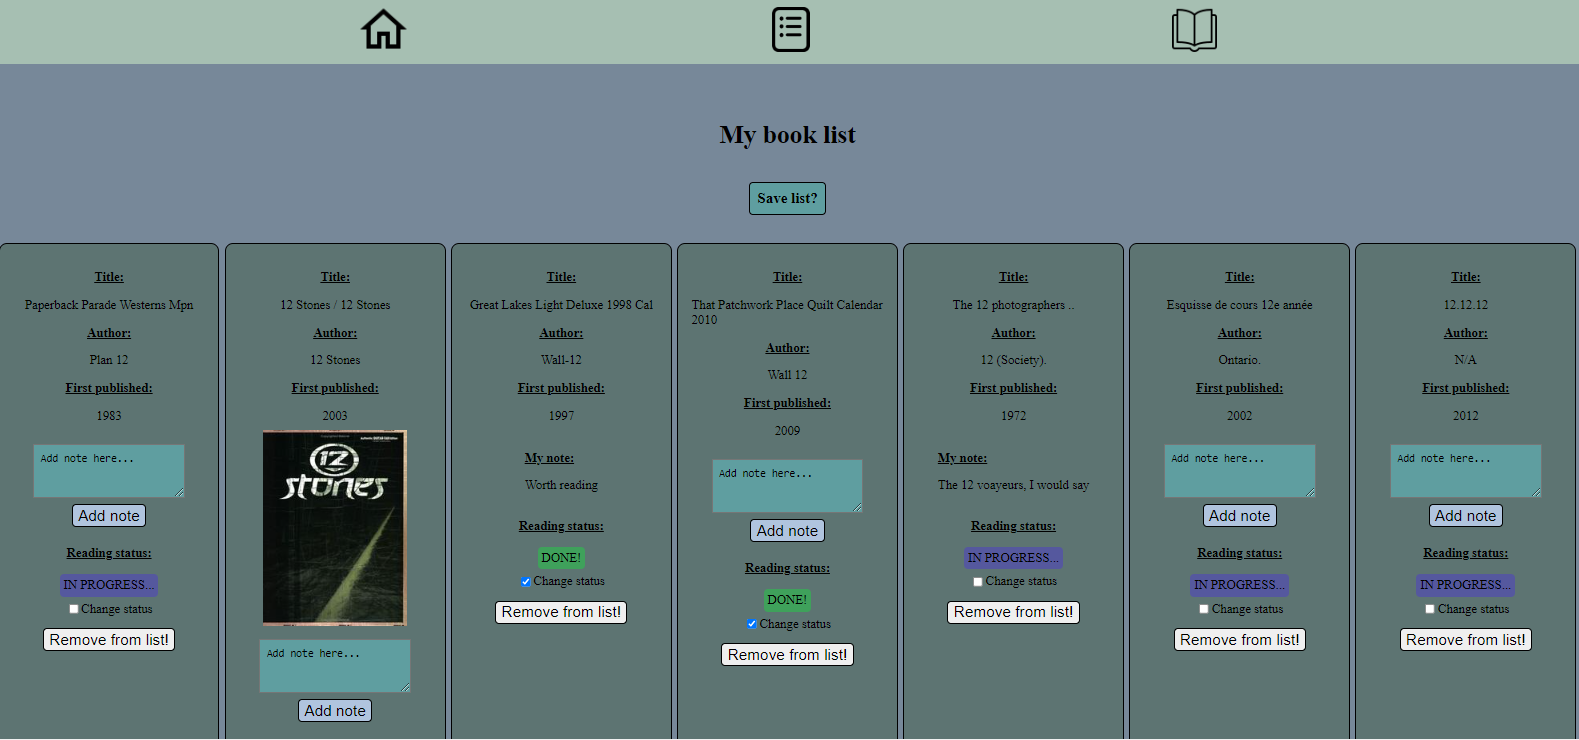 My book list
Save list?
Title:
Paperback Parade Westerns Mpn
Author:
Plan 12
First published:
1983
Add note here...
Add note
Reading status:
IN PROGRESS...
Change status
Remove from list!
Title:
12 Stones / 12 Stones
Author:
12 Stones
First published:
2003
12
stones
Add note here...
Add note
Title:
Great Lakes Light Deluxe 1998 Cal
Author:
Wall-12
First published:
1997
My note:
Worth reading
Reading status:
DONE!
Change status
Remove from list!
Title:
That Patchwork Place Quilt Calendar
2010
Author:
Wall 12
First published:
2009
Add note here...
Add note
Reading status:
DONE!
Change status
Remove from list!
Title:
The 12 photographers ..
Author:
12 (Society).
First published:
1972
My note:
The 12 voayeurs, I would say
Reading status:
IN PROGRESS...
Change status
Remove from list!
Title:
Esquisse de cours 12e année
Author:
Ontario.
First published:
2002
Add note here...
Add note
Reading status:
IN PROGRESS...
Change status
Remove from list!
Title:
12.12.12
Author:
N/A
First published:
2012
Add note here...
Add note
Reading status:
IN PROGRESS...
Change status
Remove from list!